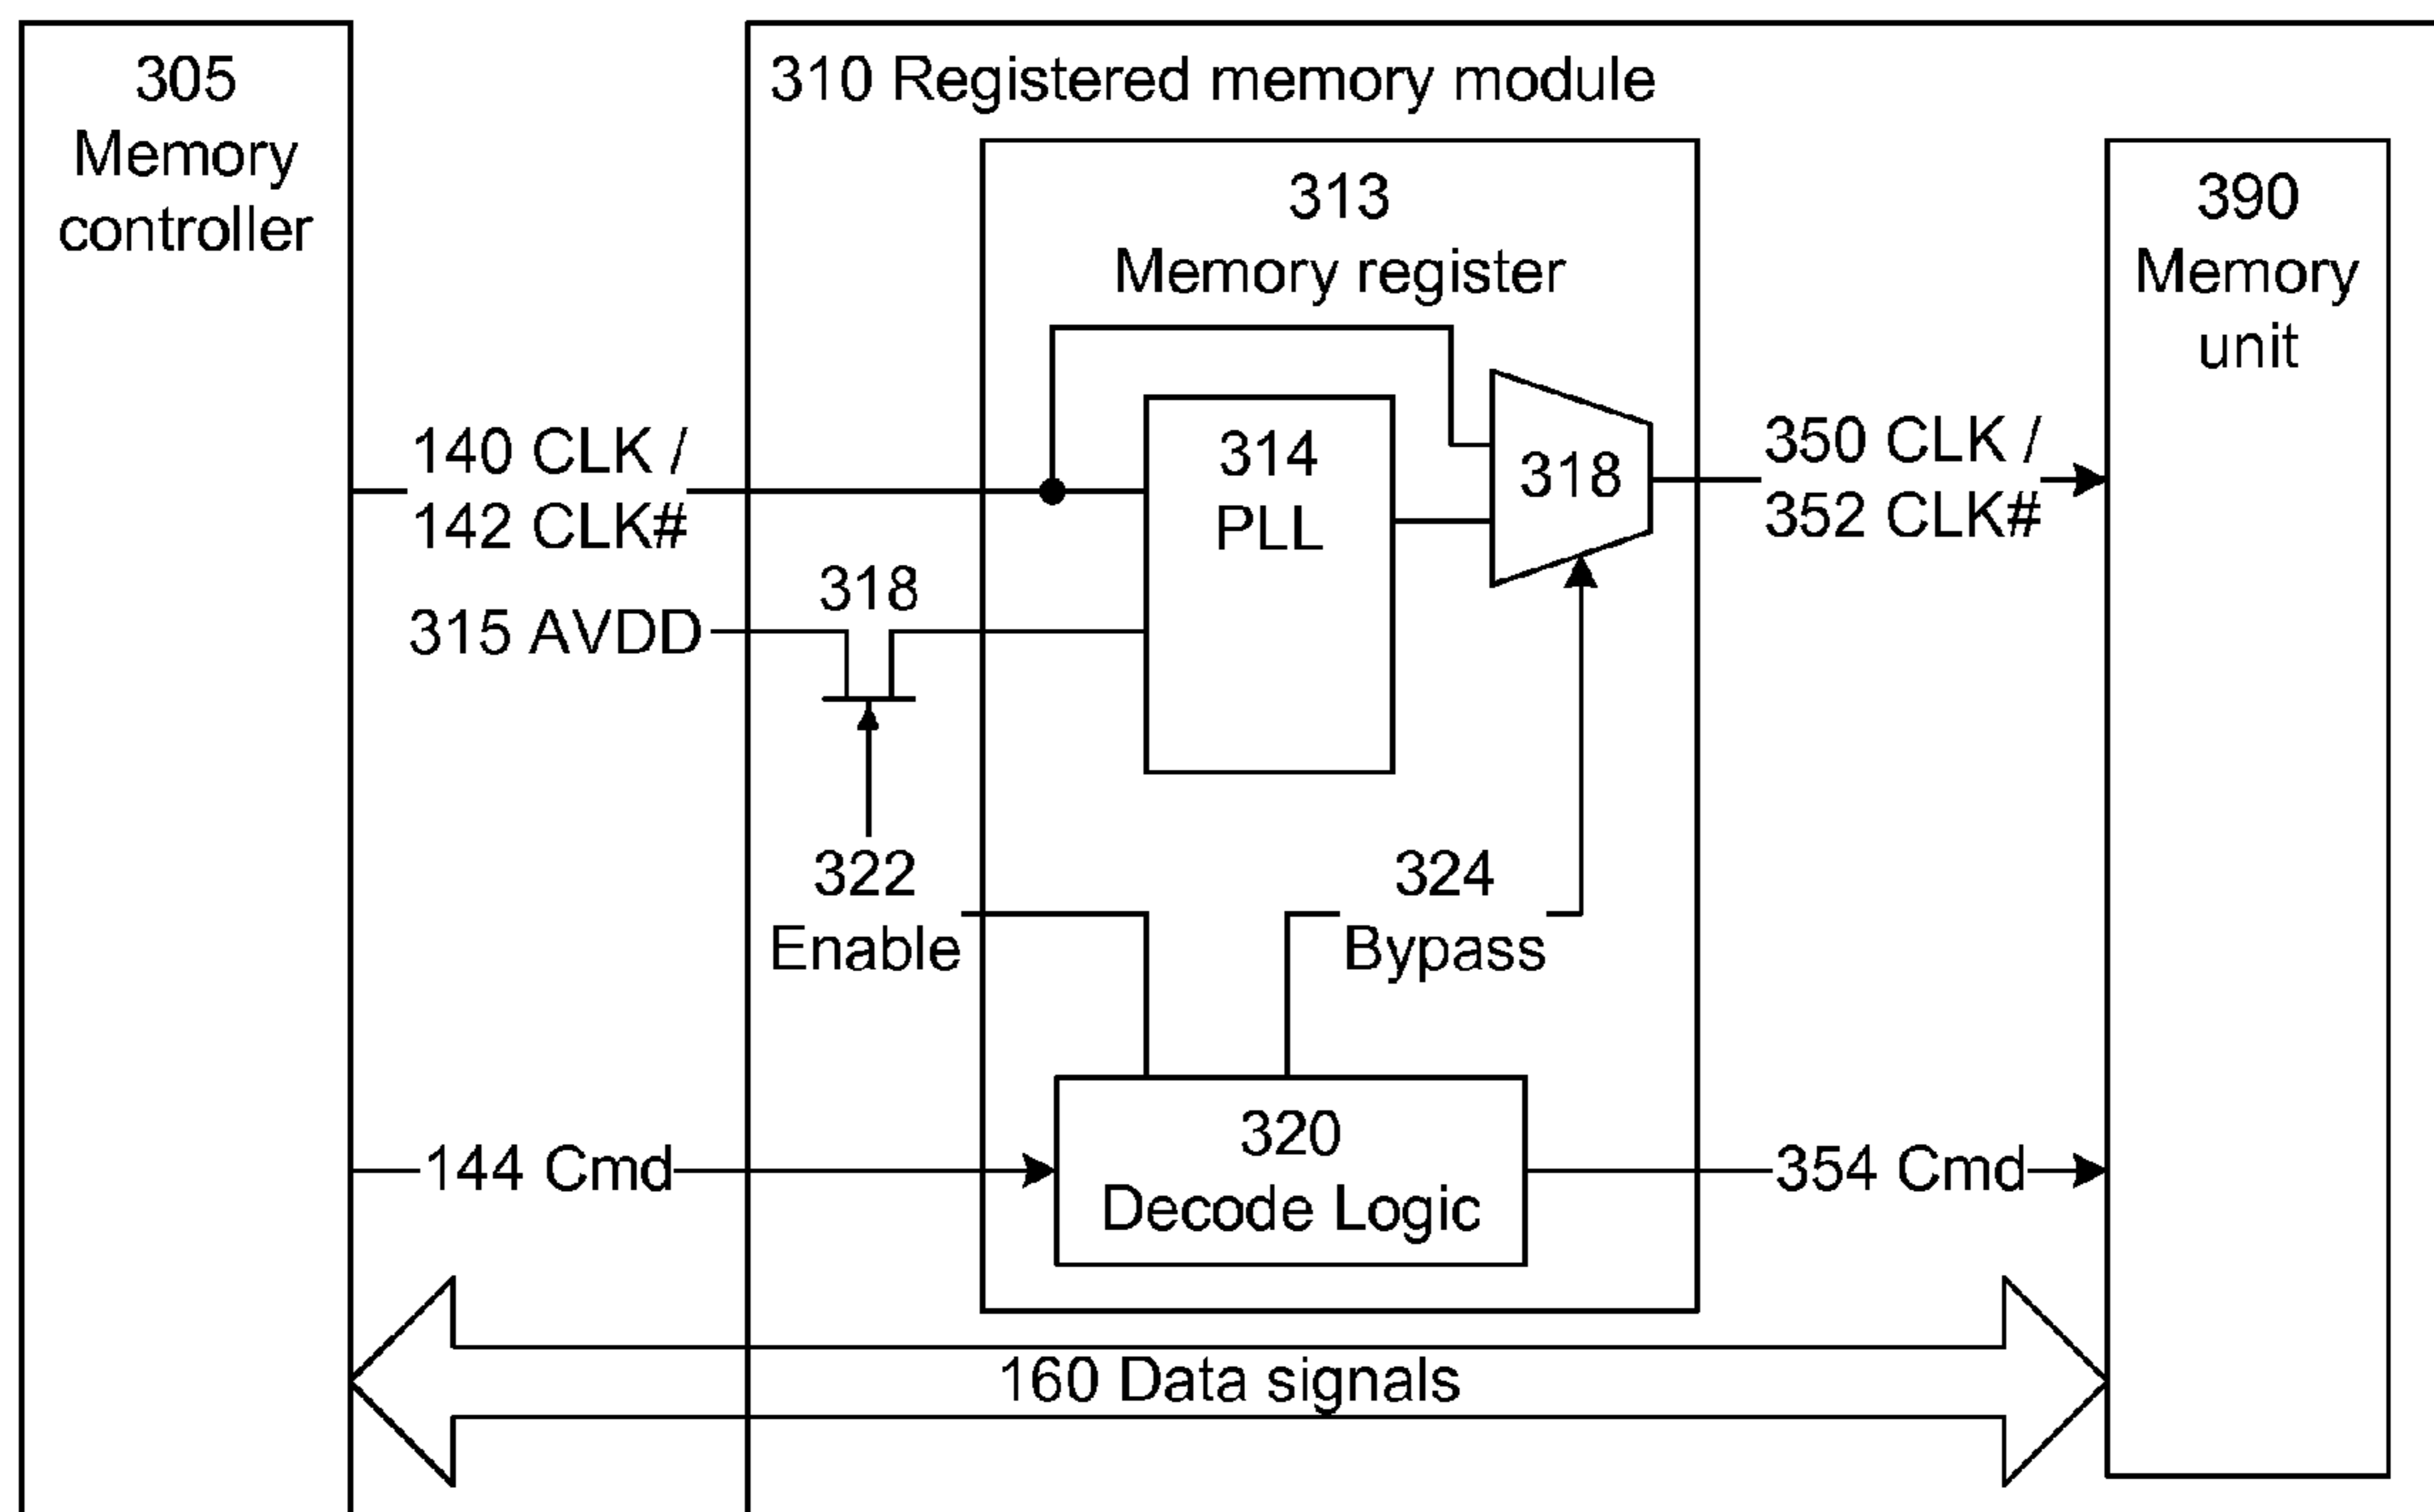 305
Memory
controller
310 Registered memory module
313
Memory register
390
Memory
unit
140 CLK /
142 CLK#
314
PLL
318
350 CLK /
352 CLK#
318
315 AVDD
322
Enable
324
Bypass
144 Cmd
320
Decode Logic
354 Cmd
160 Data signals